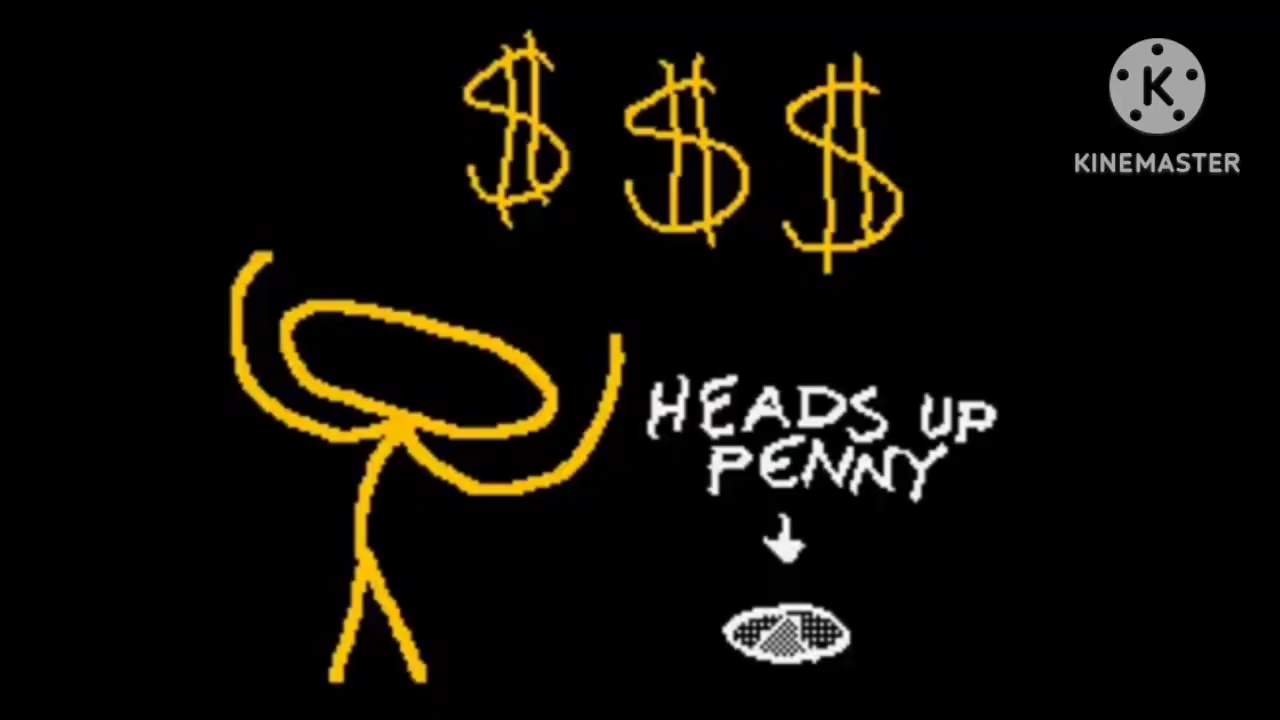 $ $ $
K
KINEMASTER
HEADS UP
PENNY